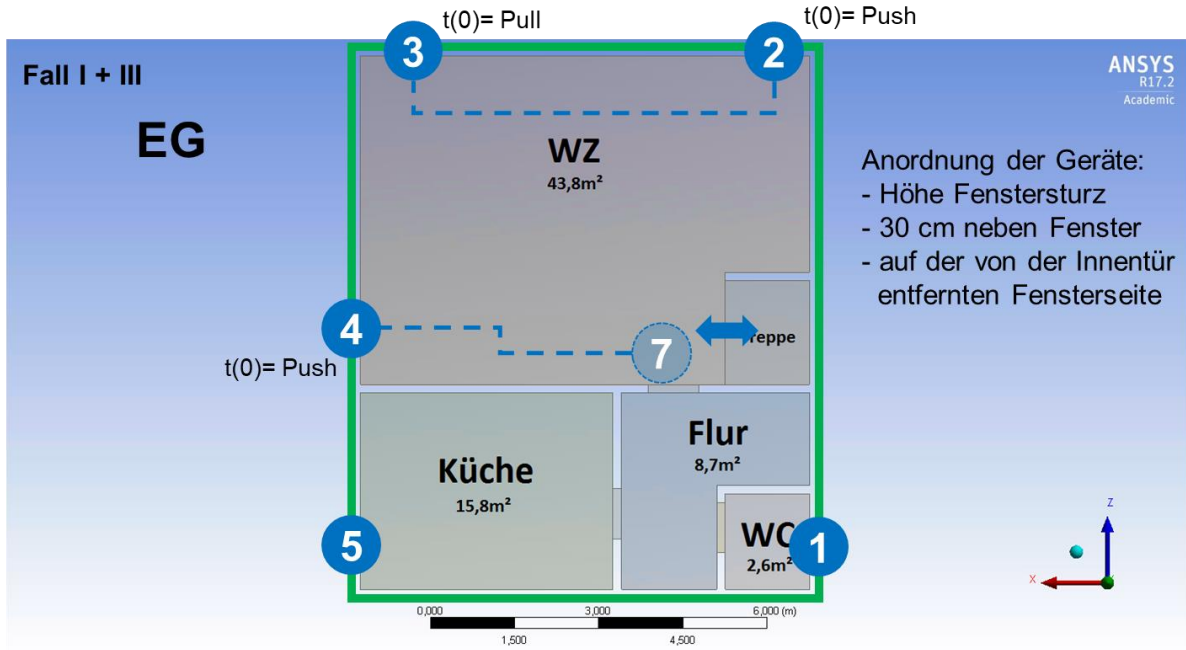 t(0)= Pull
t(0)= Push
3
2
Fall I + III
EG
ANSYS
R17.2
Academic
WZ
43,8m²
Anordnung der Geräte:
- Höhe Fenstersturz
- 30 cm neben Fenster
- auf der von der Innentür
entfernten Fensterseite
4
7
reppe
t(0)= Push
Flur
8,7m²
Küche
15,8m²
5
WC
2,6m²
1
Z
X
0,000
3,000
6,000 (m)
1,500
4,500